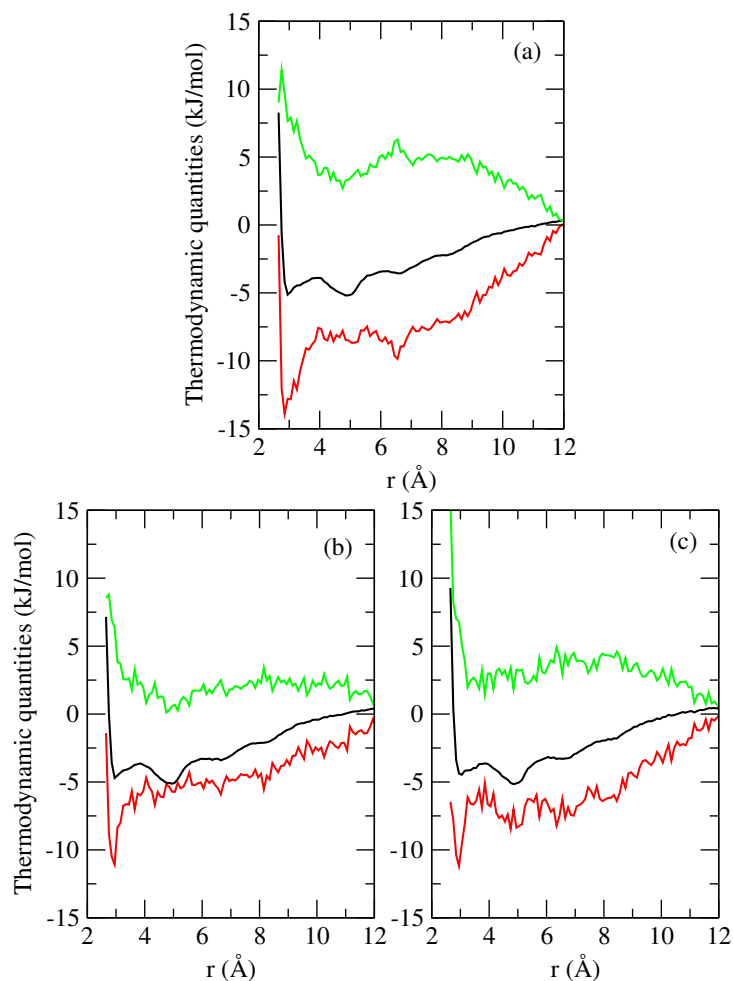 15
(a)
10
5
0
-5
-10
-15
2 4 6 8 10 12
r (Å)
Thermodynamic quantities (kJ/mol)
15 15
(b) (c)
10 10
5 5
0 0
-5 -5
-10 -10
-15 -15
2 4 6 8 10 12 2 4 6 8 10 12
r (Å) r (Å)
Thermodynamic quantities (kJ/mol)